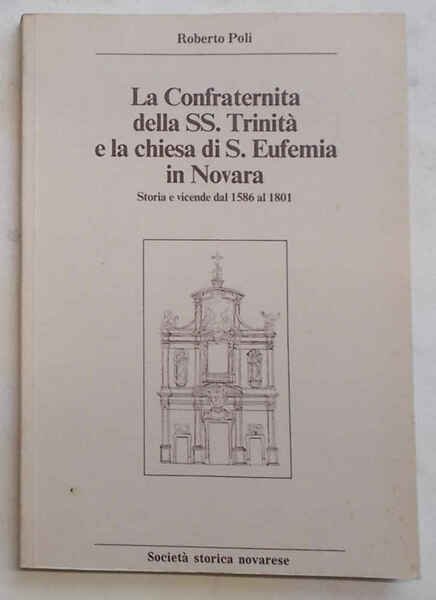 Roberto Poli
La Confraternita
della SS. Trinità
e la chiesa di S. Eufemia
in Novara
Storia e vicende dal 1586 al 1801
Società storica novarese